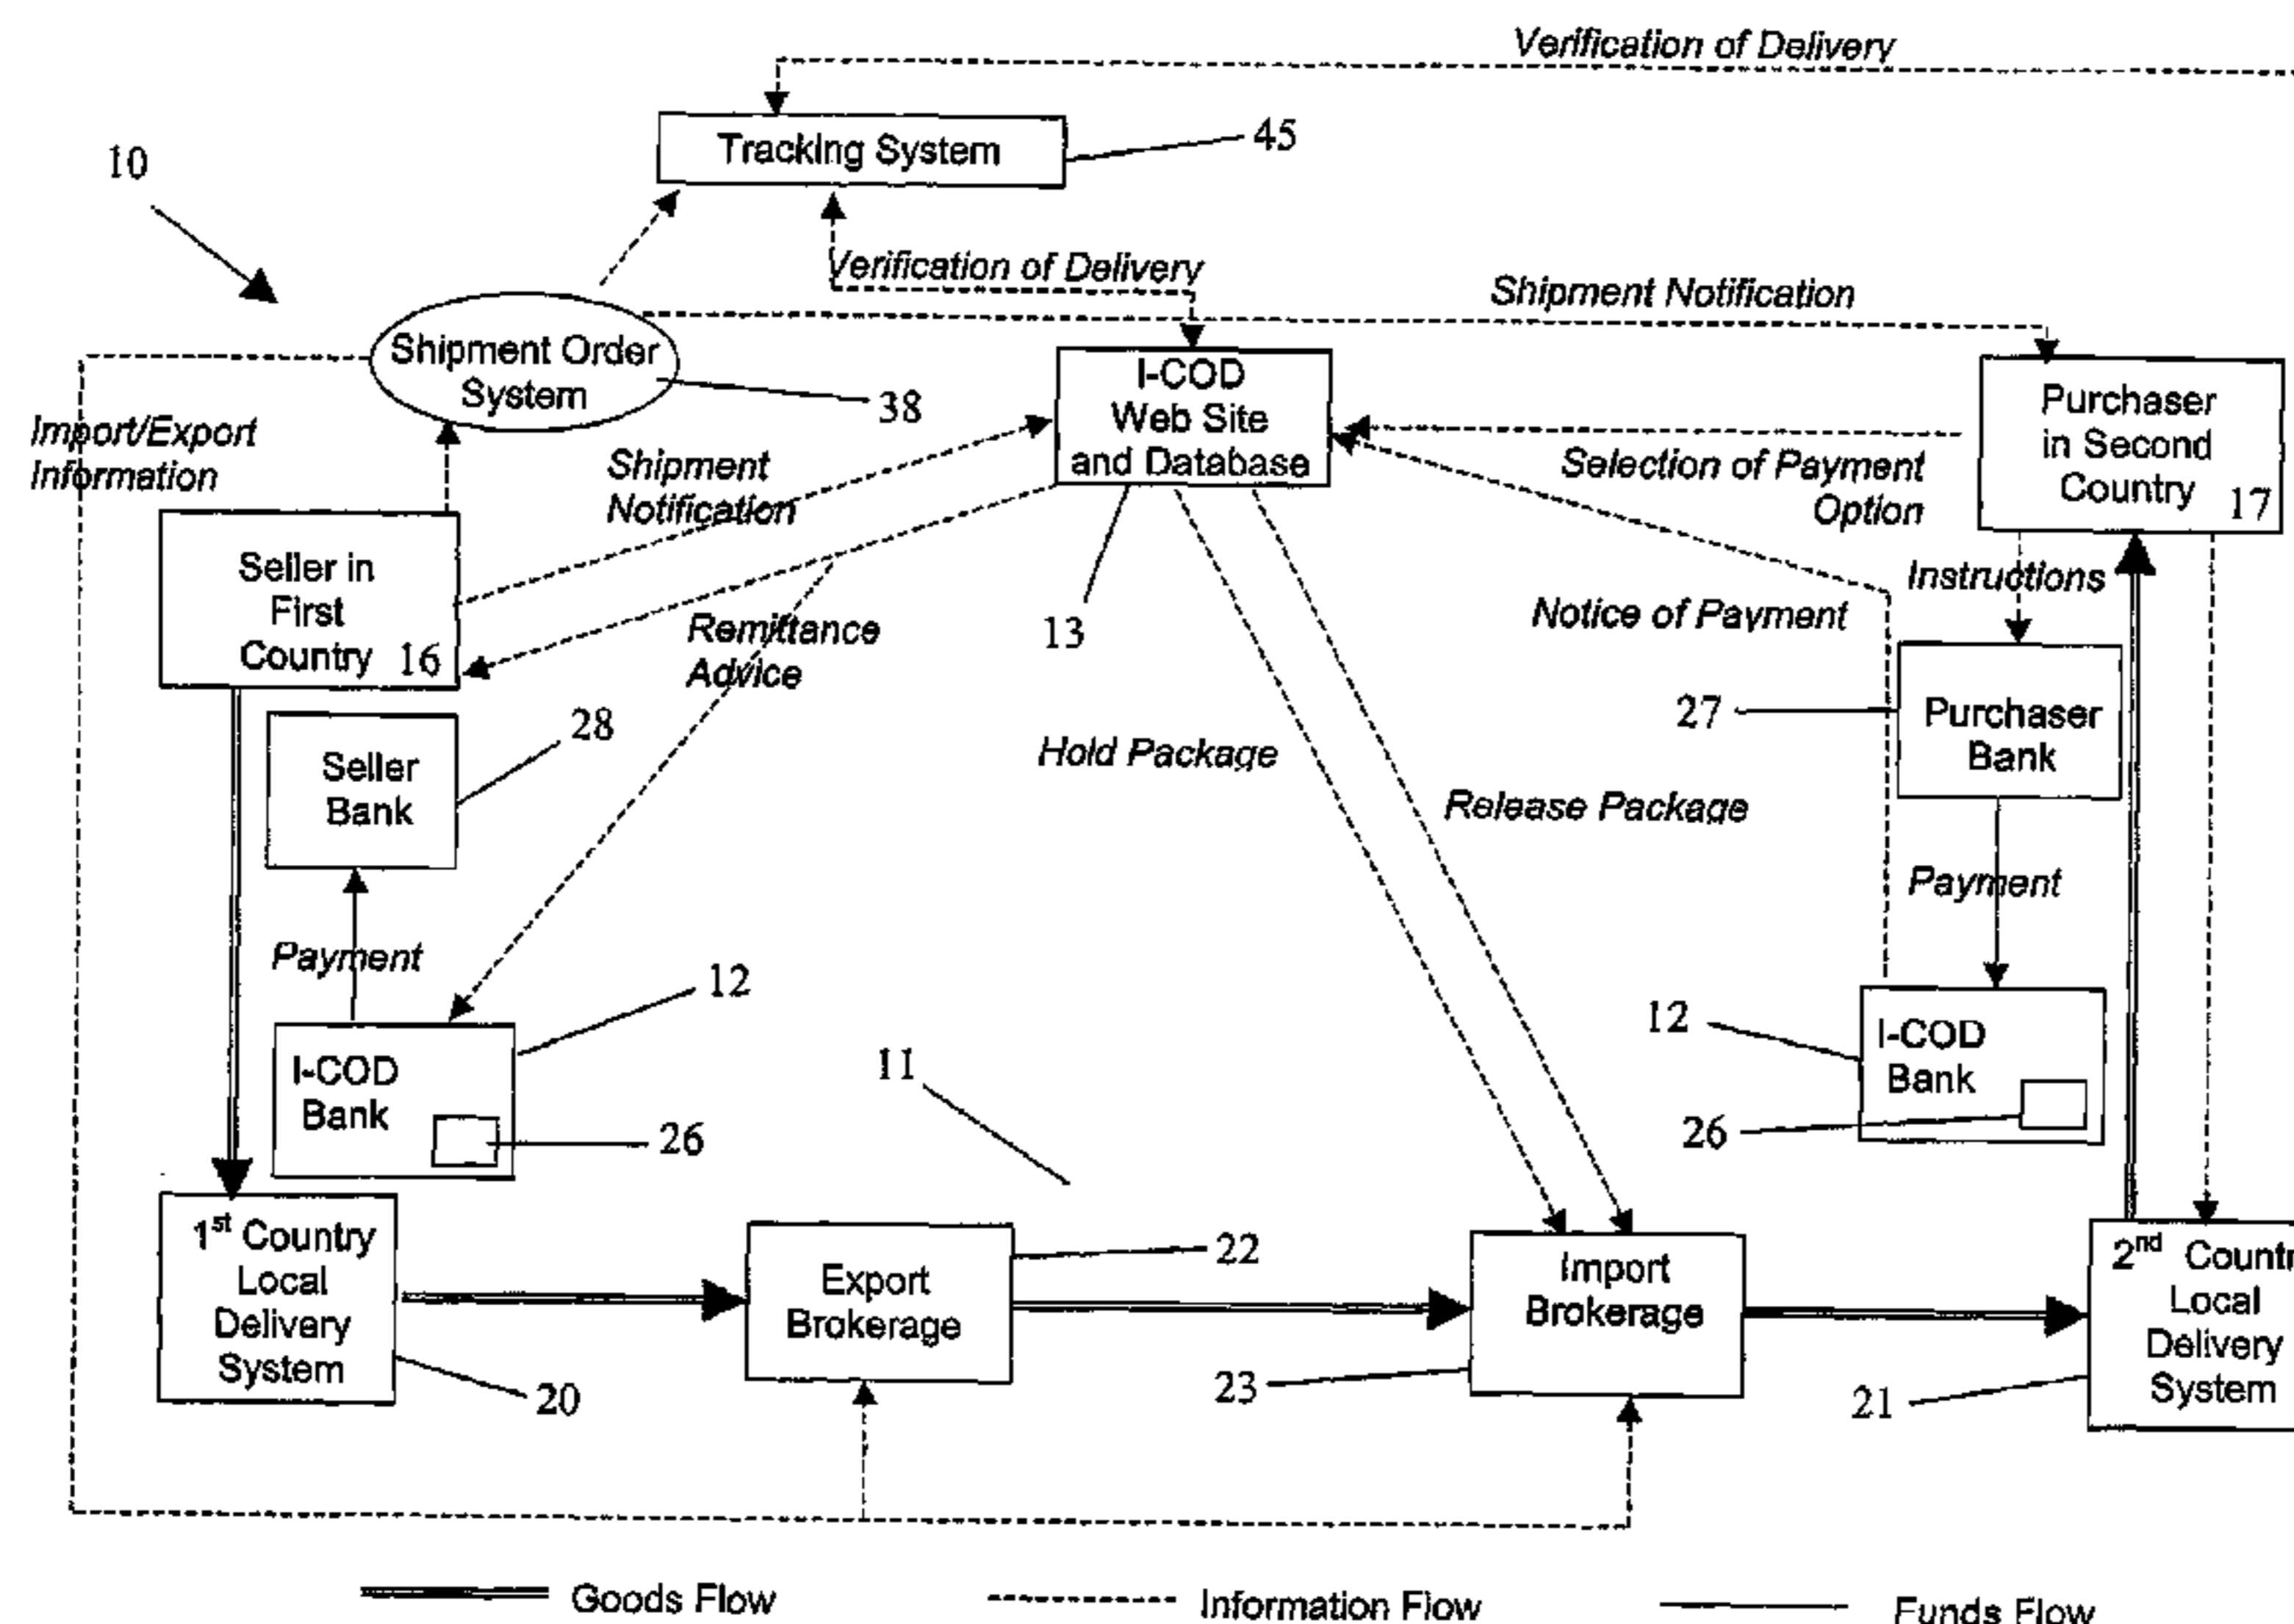 Verification of Delivery
Tracking System
45
10
Verification of Delivery
Shipment Notification
Shipment Order
System
38
I-COD
Web Site
and Database
13
Purchaser
in Second
Country
17
Import/Export
Information
Shipment
Notification
Selection of Payment
Option
Seller in
First
Country
16
Remittance
Advice
Notice of Payment
Instructions
28
Seller
Bank
27
Purchaser
Bank
Hold Package
Release Package
Payment
Payment
12
I-COD
Bank
26
11
12
I-COD
Bank
26
1st Country
Local
Delivery
System
20
Export
Brokerage
22
Import
Brokerage
23
2nd Countr
Local
Delivery
System
21
Goods Flow
Information Flow
Funds Flow